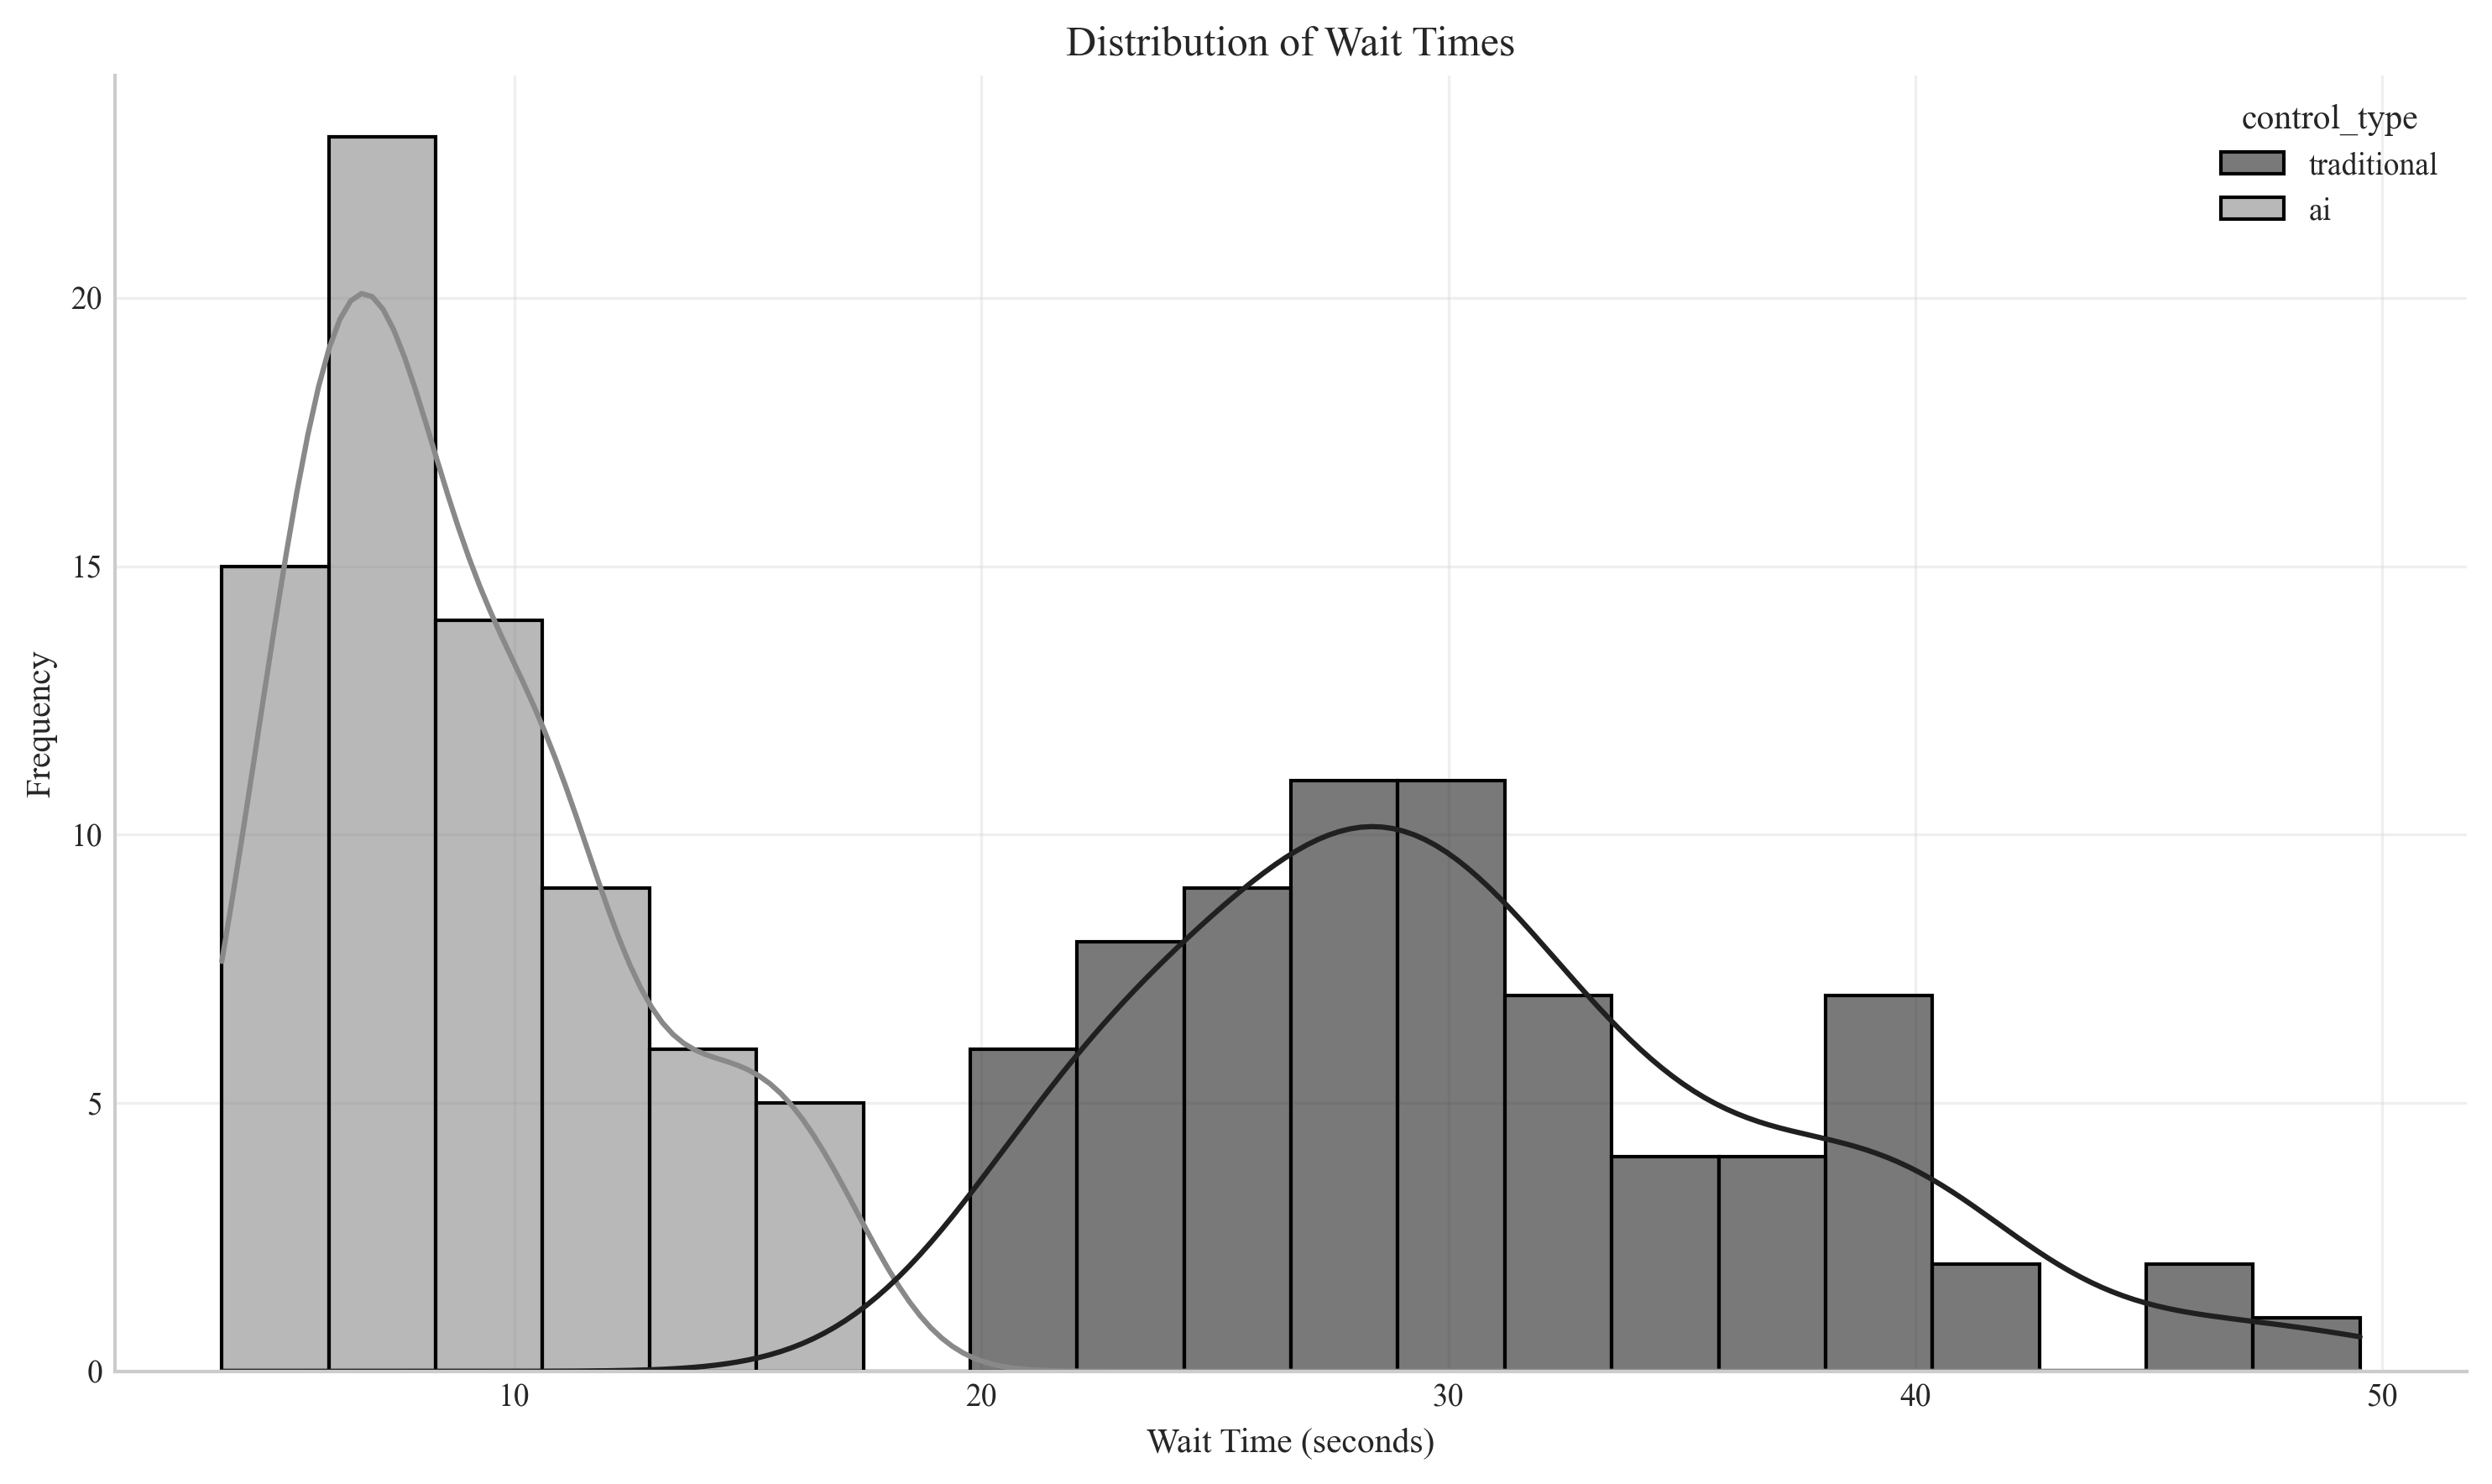 Distribution of Wait Times
control_type
traditional
ai
Frequency
20
15
10
5
0
10 20 30 40 50
Wait Time (seconds)